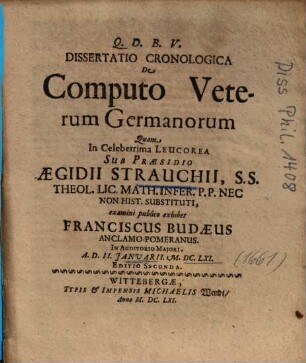 Q. D. B. V.
DISSERTATIO CRONOLOGICA
De
Computo Vete-
rum Germanorum
Quam
In Celeberrima LEUCOREA
SUB PRÆSIDIO
ÆGIDII STRAUCHII, S.S.
THEOL. LIC. MATH. INFER. P.P. NEC
NON HIST. SUBSTITUTI,
examini publico exhibet
FRANCISCUS BUDÆUS
ANCLAMO-POMERANUS.
IN AUDITORIO MAJORI,
A. D. II. JANUARII. M. DC. LXI.
EDITIO SECUNDA.
(1661)
WITTEBERGÆ,
TYPIS & IMPENSIS MICHAELIS Wendt/
Anno M. DC. LXI.
Diss Phil. 1408